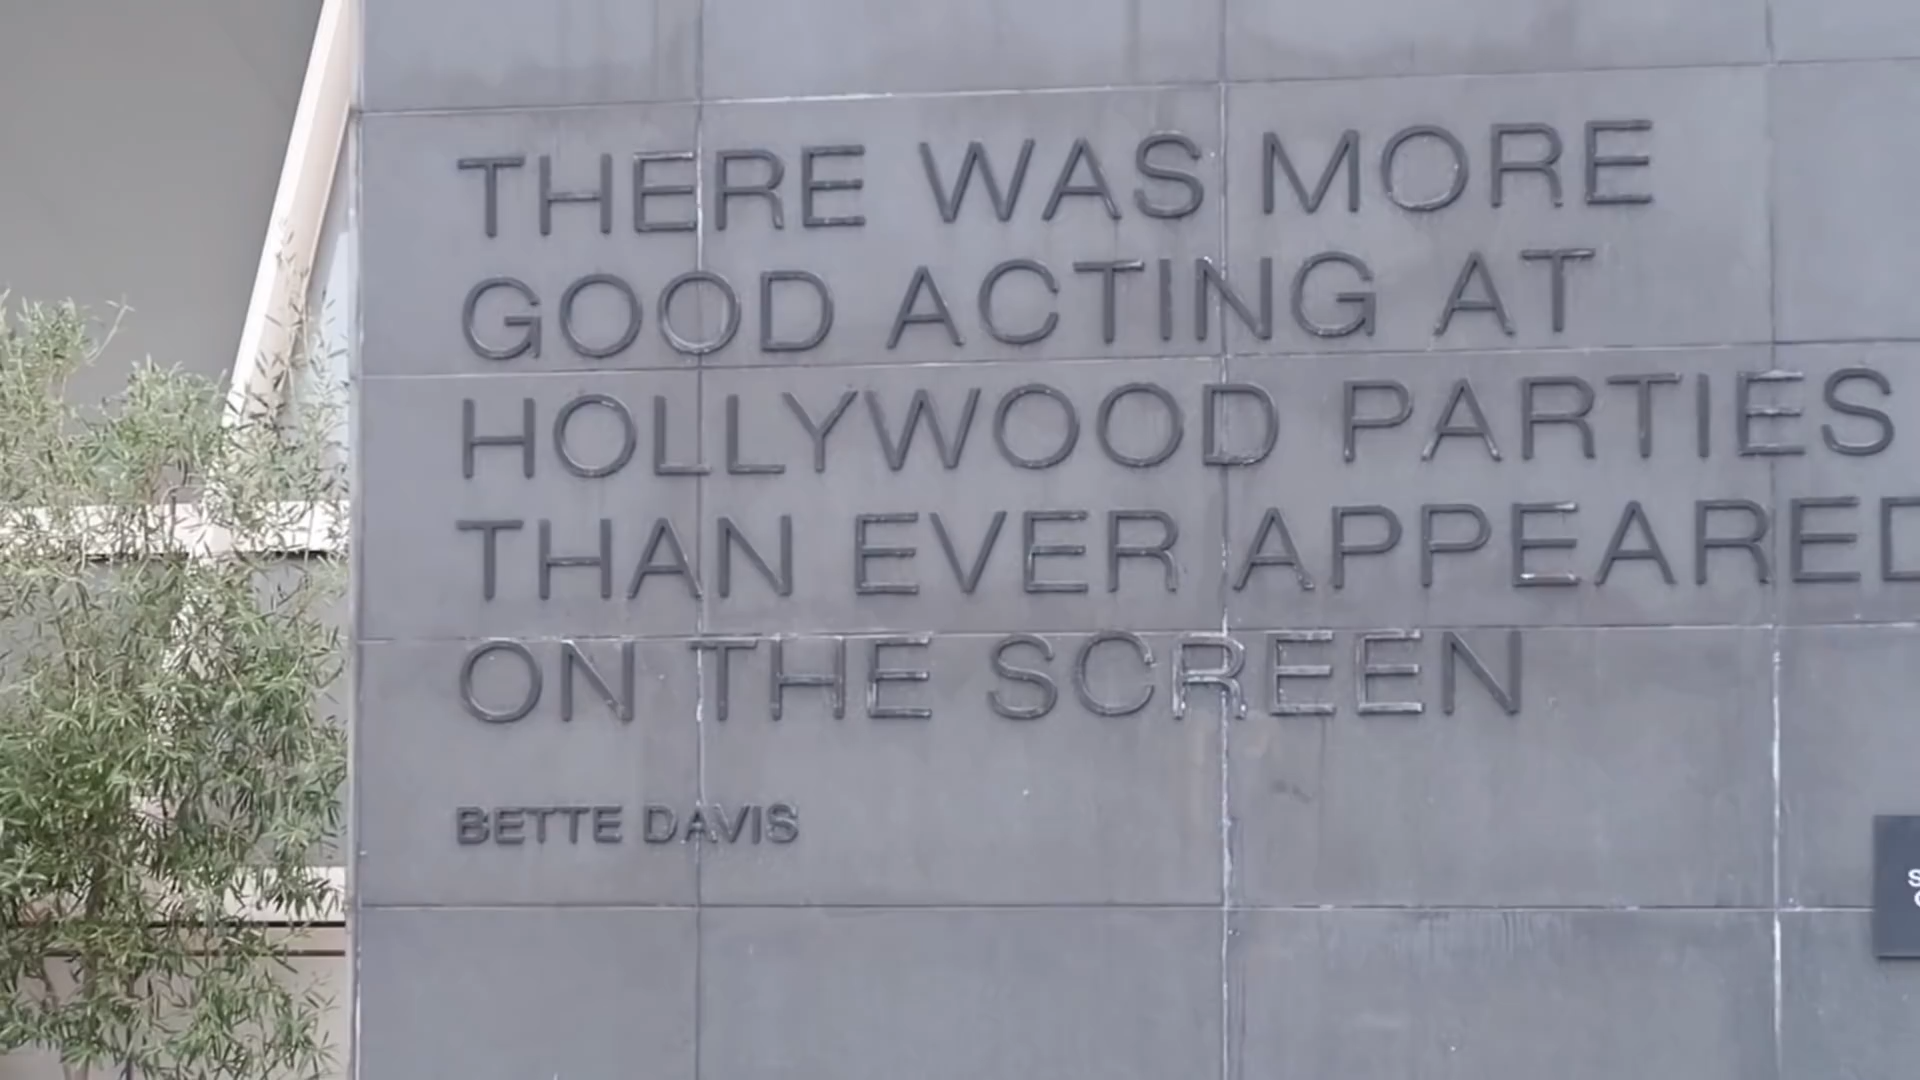 THERE WAS MORE
GOOD ACTING AT
HOLLYWOOD PARTIES
THAN EVER APPEARED
ON THE SCREEN
BETTE DAVIS